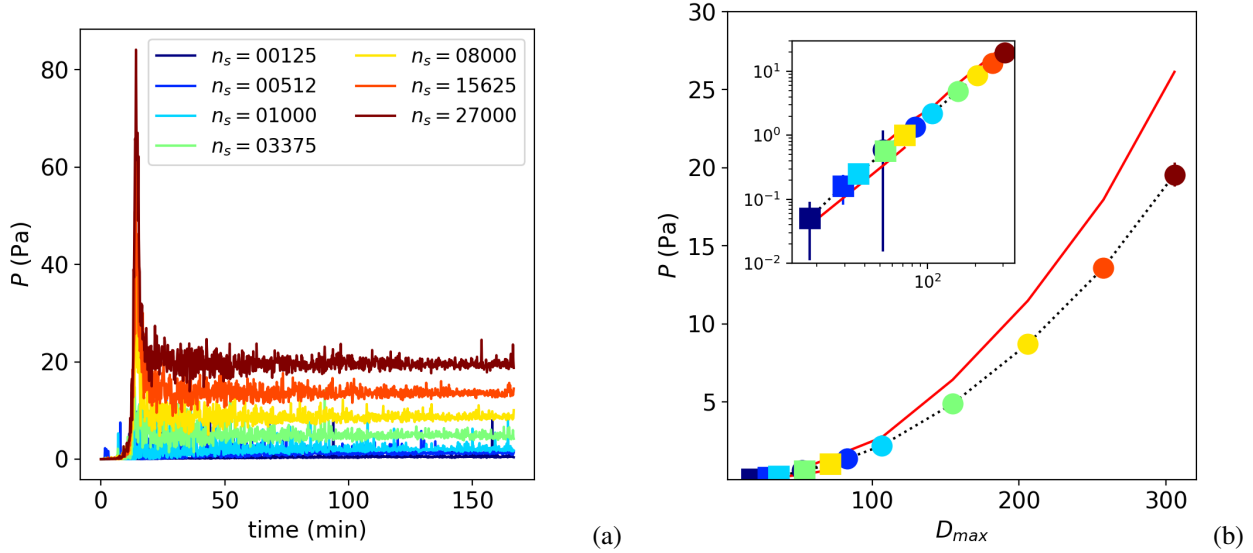 80
60
40
20
0
P (Pa)
n_s = 00125
n_s = 00512
n_s = 01000
n_s = 03375
n_s = 08000
n_s = 15625
n_s = 27000
0 50 100 150
time (min)
(a)
30
25
20
15
10
5
P (Pa)
10^1
10^0
10^{-1}
10^{-2}
10^2
100 200 300
D_{max}
(b)